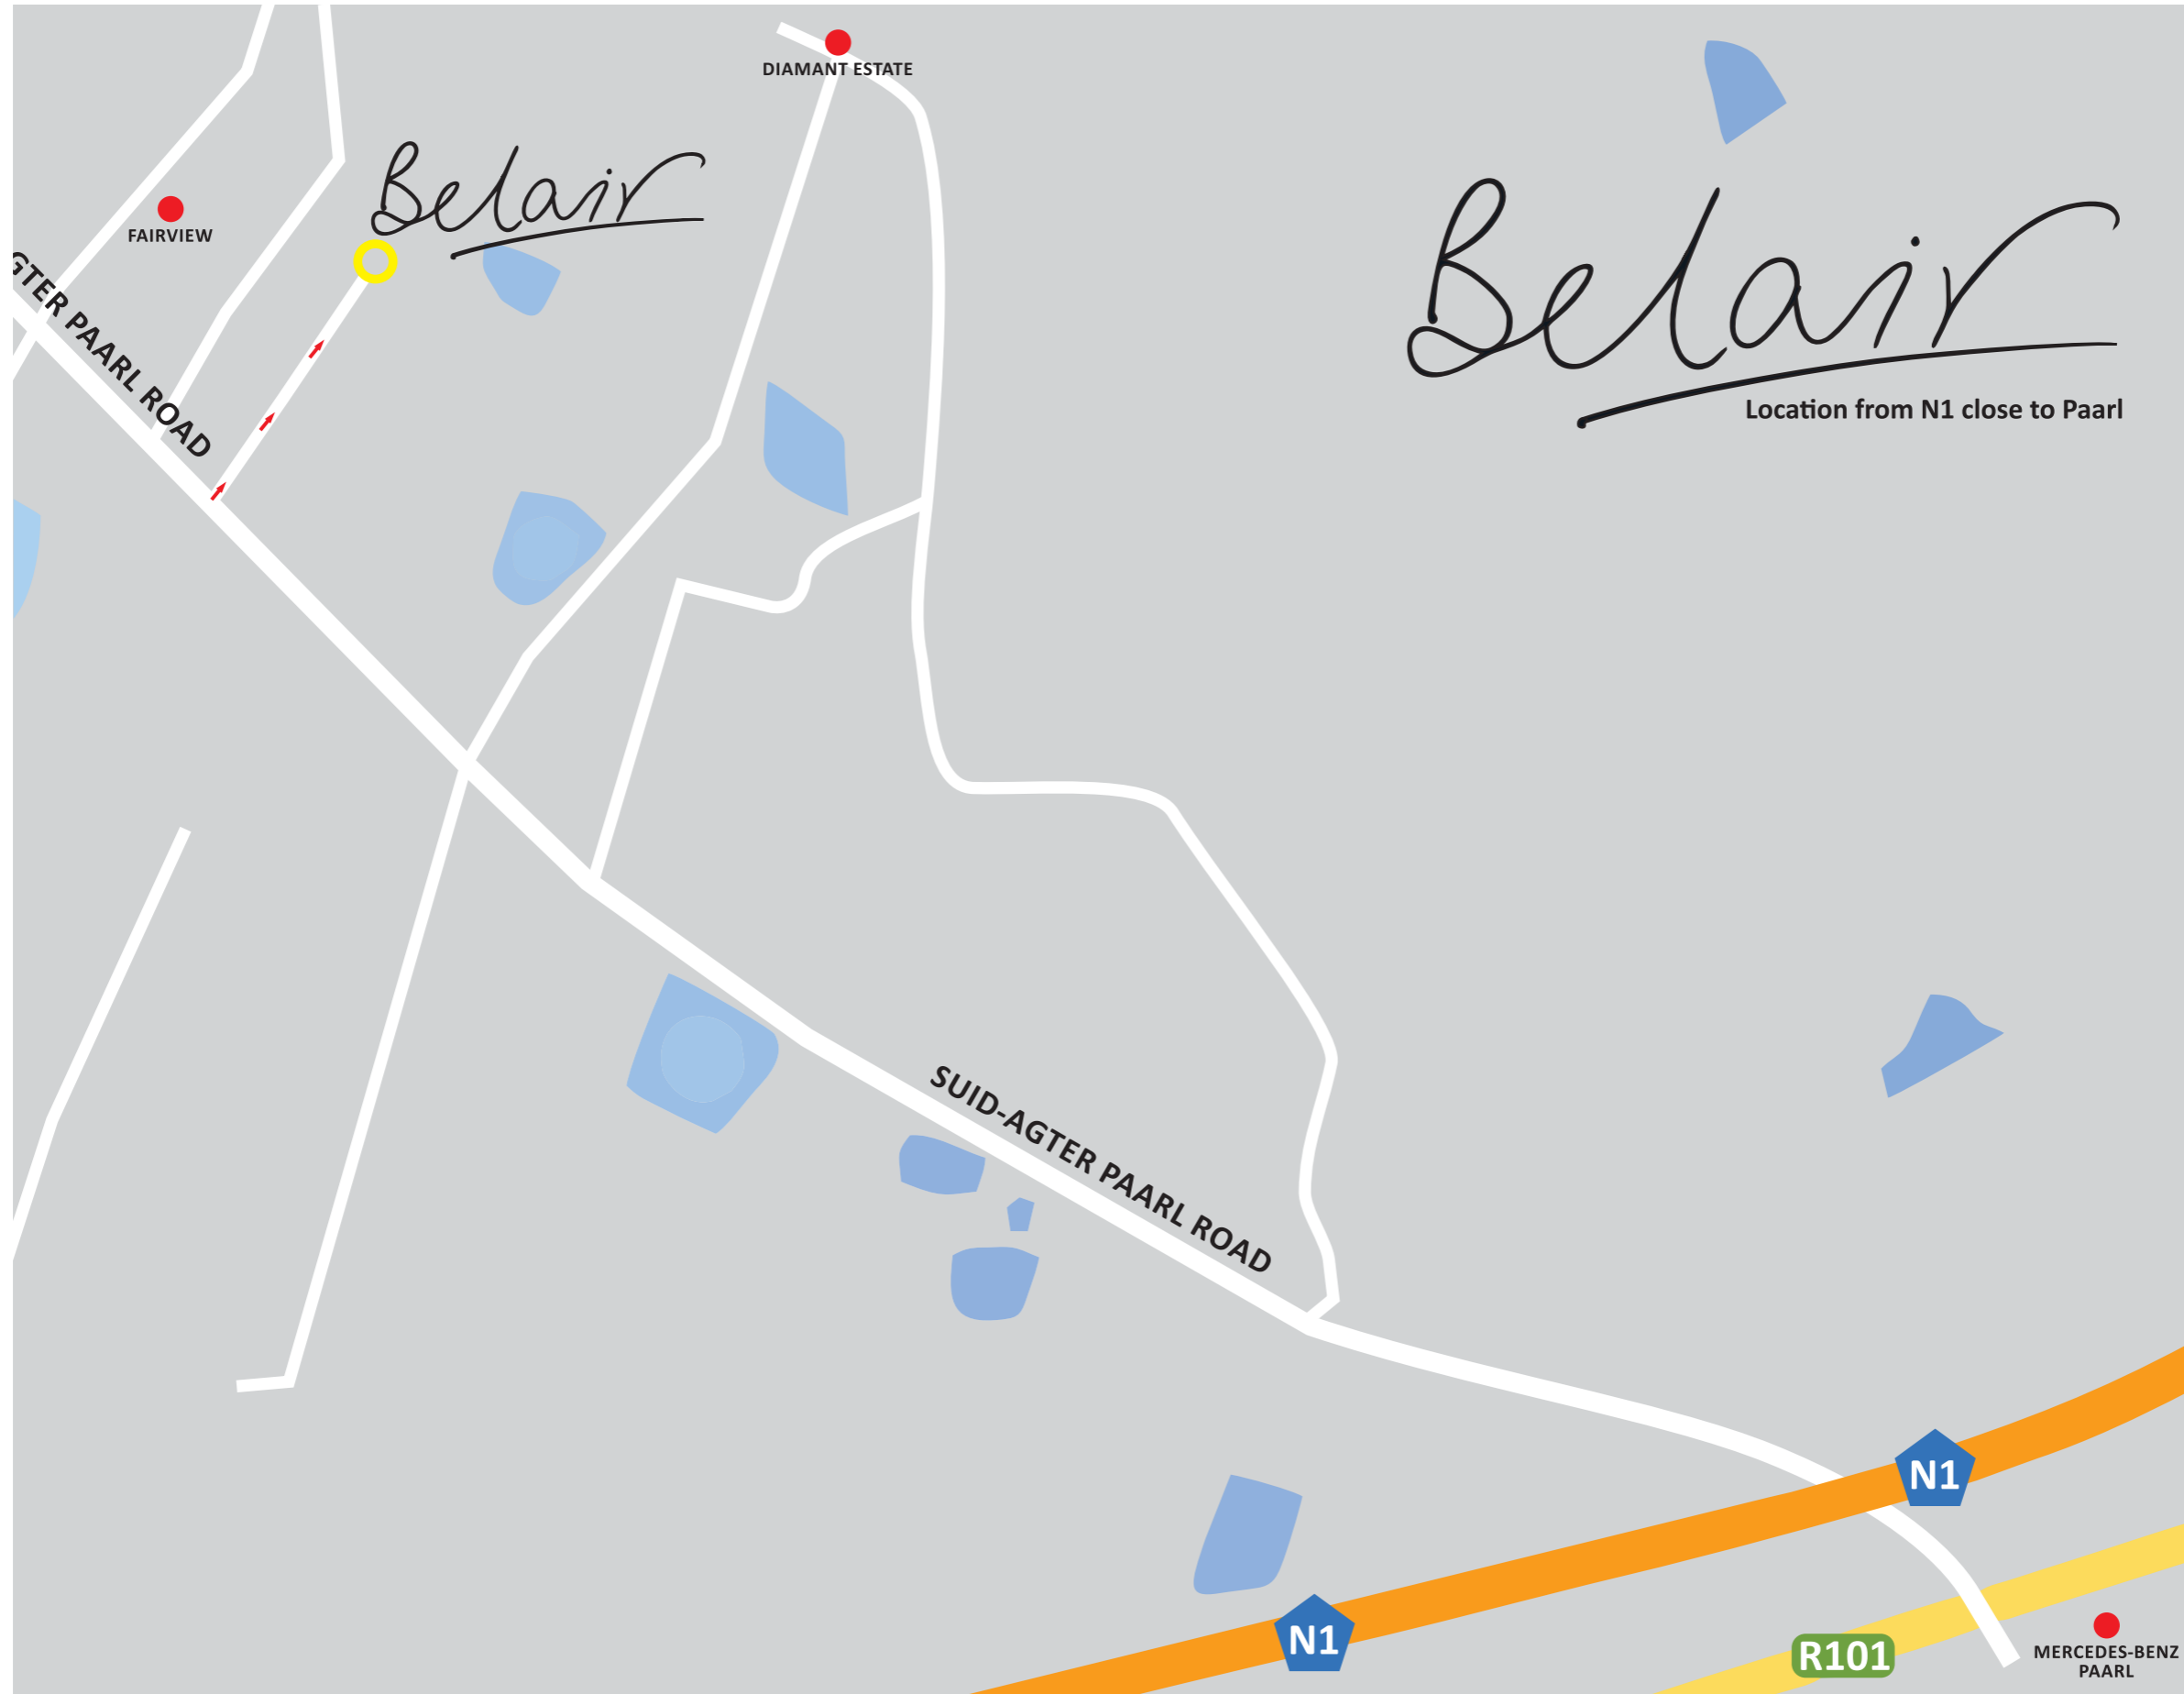 DIAMANT ESTATE
Belair
FAIRVIEW
Belair
Location from N1 close to Paarl
GTER PAARL ROAD
SUID-AGTER PAARL ROAD
N1
N1
R101
MERCEDES-BENZ
PAARL